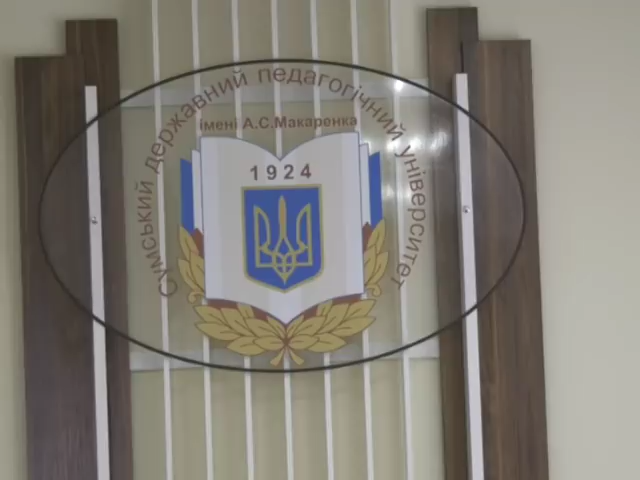 Сумський державний педагогічний університет
імені А.С.Макаренка
1924